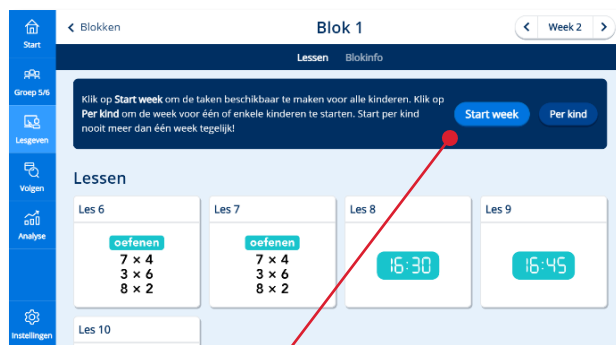 Start
Groep 5/6
Lesgeven
Volgen
Analyse
Instellingen
Blokken
Blok 1
Week 2
Lessen
Blokinfo
Klik op Start week om de taken beschikbaar te maken voor alle kinderen. Klik op
Per kind om de week voor één of enkele kinderen te starten. Start per kind
nooit meer dan één week tegelijk!
Start week
Per kind
Lessen
Les 6
oefenen
7 × 4
3 × 6
8 × 2
Les 7
oefenen
7 × 4
3 × 6
8 × 2
Les 8
16:30
Les 9
16:45
Les 10